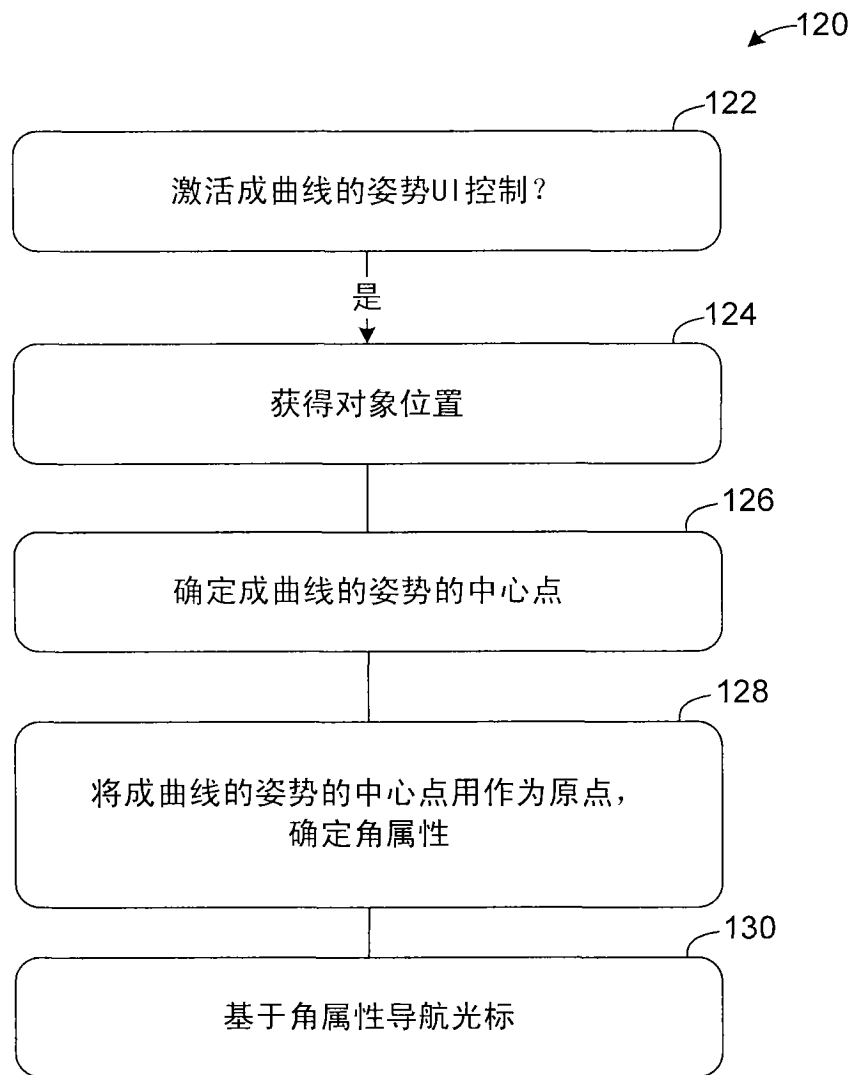 120
122
激活成曲线的姿势UI控制？
是
124
获得对象位置
126
确定成曲线的姿势的中心点
128
将成曲线的姿势的中心点用作为原点，
确定角属性
130
基于角属性导航光标